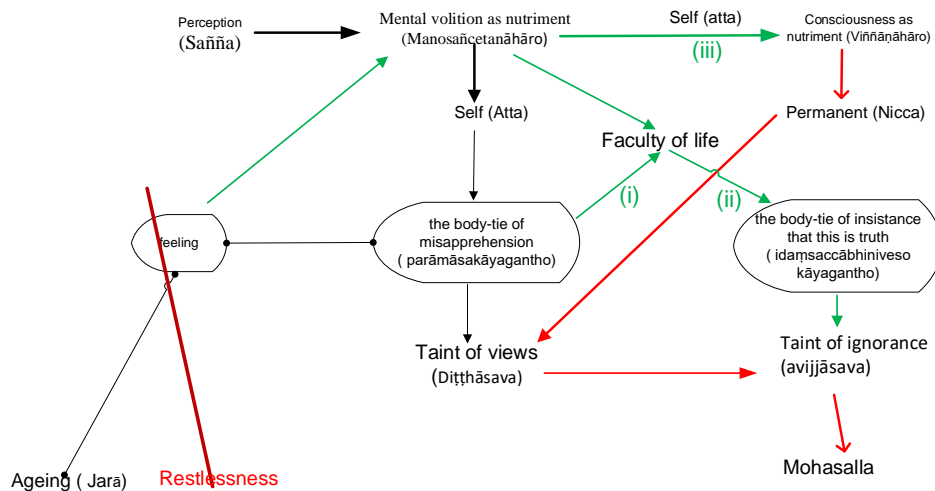 Perception
(Sañña)
Mental volition as nutriment
(Manosañcetanāhāro)
Self (atta)
(iii)
Consciousness as
nutriment (Viññāṇāhāro)
Self (Atta)
Permanent (Nicca)
Faculty of life
(i)
(ii)
feeling
the body-tie of
misapprehension
( parāmāsakāyagantho)
the body-tie of insistance
that this is truth
( idaṃsaccābhiniveso
kāyagantho)
Taint of views
(Diṭṭhāsava)
Taint of ignorance
(avijjāsava)
Mohasalla
Ageing ( Jarā)
Restlessness